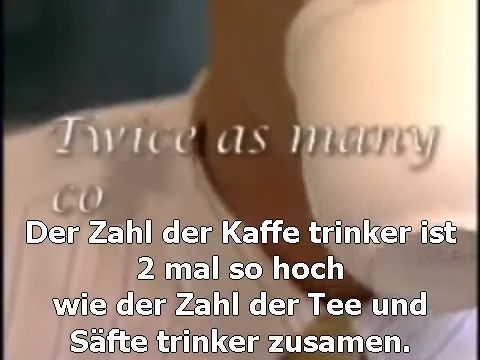 Twice as many
co
Der Zahl der Kaffe trinker ist
2 mal so hoch
wie der Zahl der Tee und
Säfte trinker zusamen.